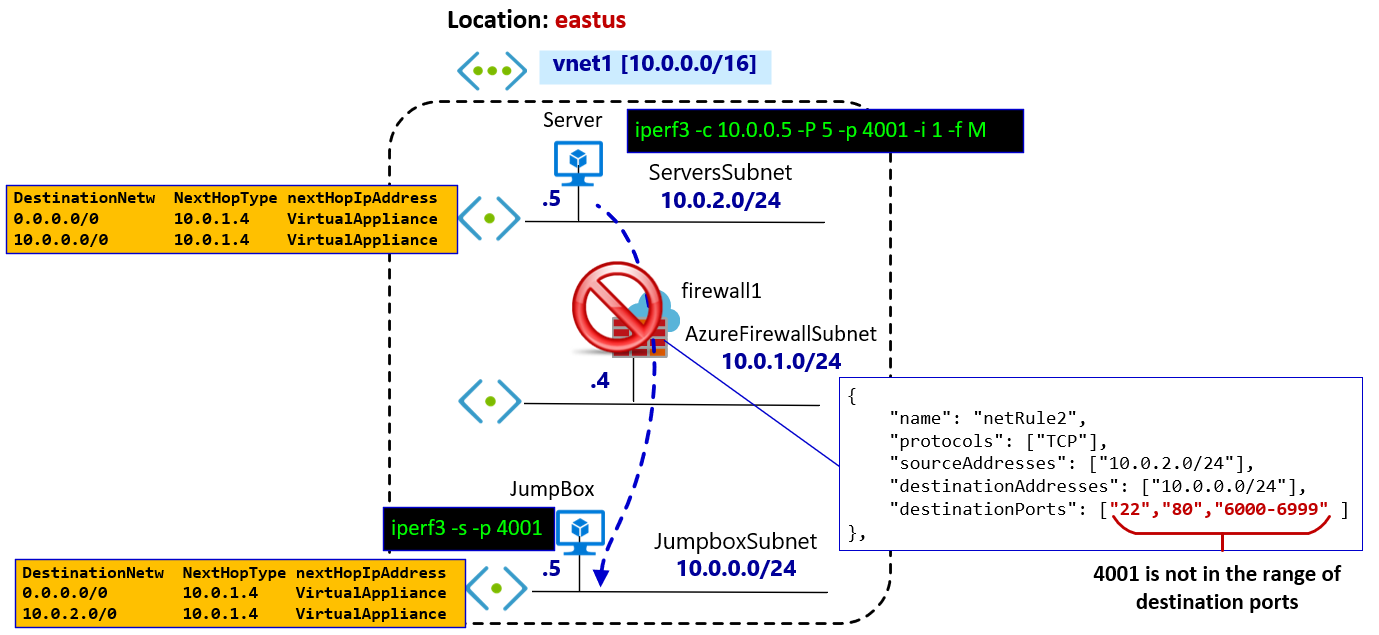 Location: eastus
vnet1 [10.0.0.0/16]
Server
iperf3 -c 10.0.0.5 -P 5 -p 4001 -i 1 -f M
ServersSubnet
.5
10.0.2.0/24
DestinationNetw NextHopType nextHopIpAddress
0.0.0.0/0 10.0.1.4 VirtualAppliance
10.0.0.0/0 10.0.1.4 VirtualAppliance
firewall1
AzureFirewallSubnet
10.0.1.0/24
.4
{
"name": "netRule2",
"protocols": ["TCP"],
"sourceAddresses": ["10.0.2.0/24"],
"destinationAddresses": ["10.0.0.0/24"],
"destinationPorts": ["22","80","6000-6999" ]
},
JumpBox
iperf3 -s -p 4001
JumpboxSubnet
.5
10.0.0.0/24
DestinationNetw NextHopType nextHopIpAddress
0.0.0.0/0 10.0.1.4 VirtualAppliance
10.0.2.0/0 10.0.1.4 VirtualAppliance
4001 is not in the range of
destination ports